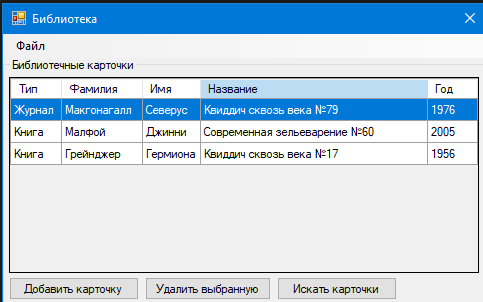 Библиотека
Файл
Библиотечные карточки
Тип Фамилия Имя Название Год
Журнал Макгонагалл Северус Квиддич сквозь века №79 1976
Книга Малфой Джинни Современная зельеварение №60 2005
Книга Грейнджер Гермиона Квиддич сквозь века №17 1956
Добавить карточку Удалить выбранную Искать карточки